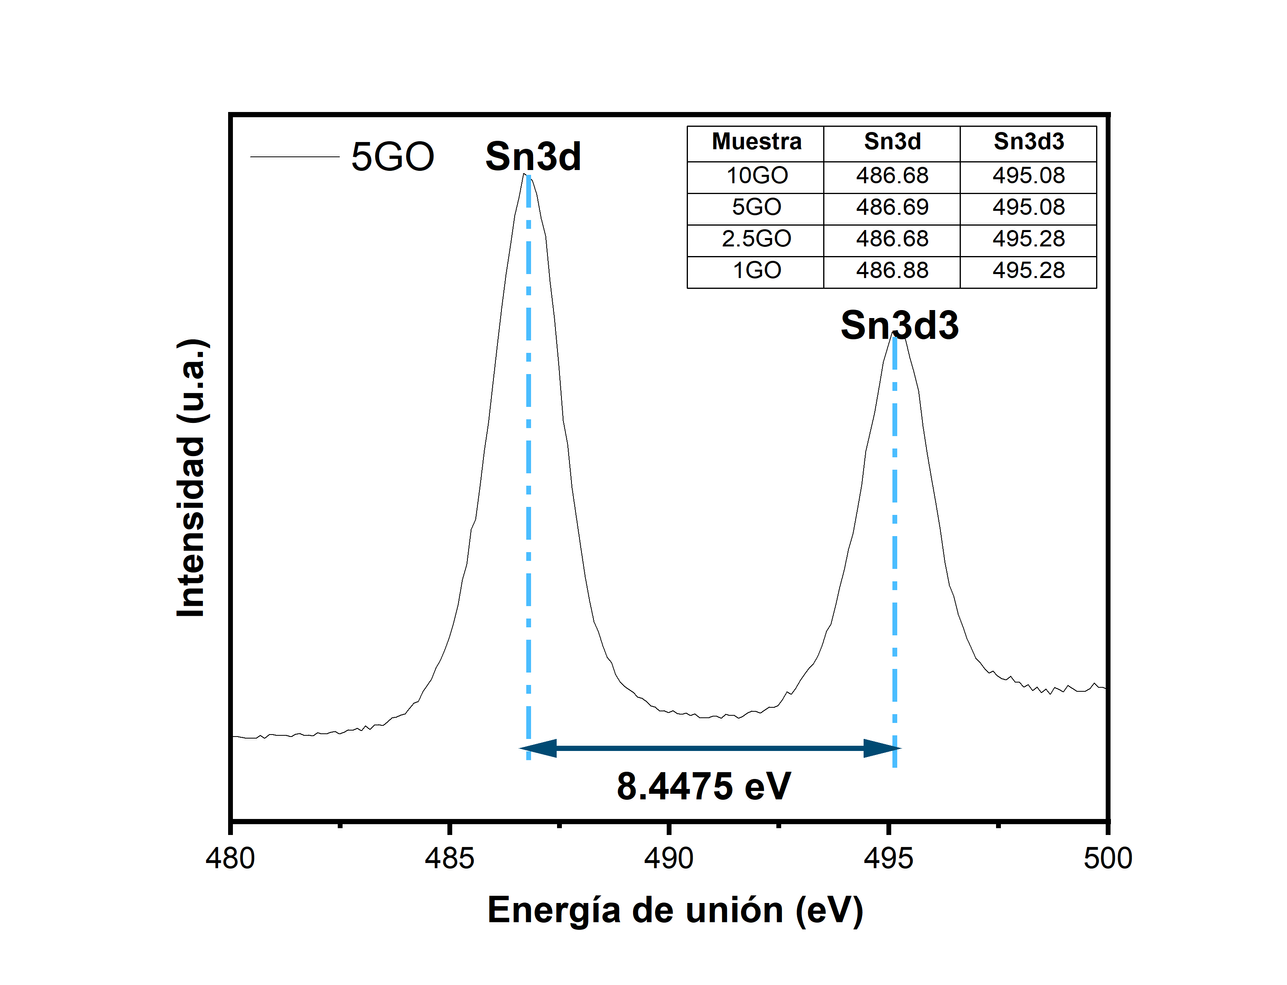 5GO
Sn3d
Muestra Sn3d Sn3d3
10GO 486.68 495.08
5GO 486.69 495.08
2.5GO 486.68 495.28
1GO 486.88 495.28
Sn3d3
Intensidad (u.a.)
8.4475 eV
480 485 490 495 500
Energía de unión (eV)